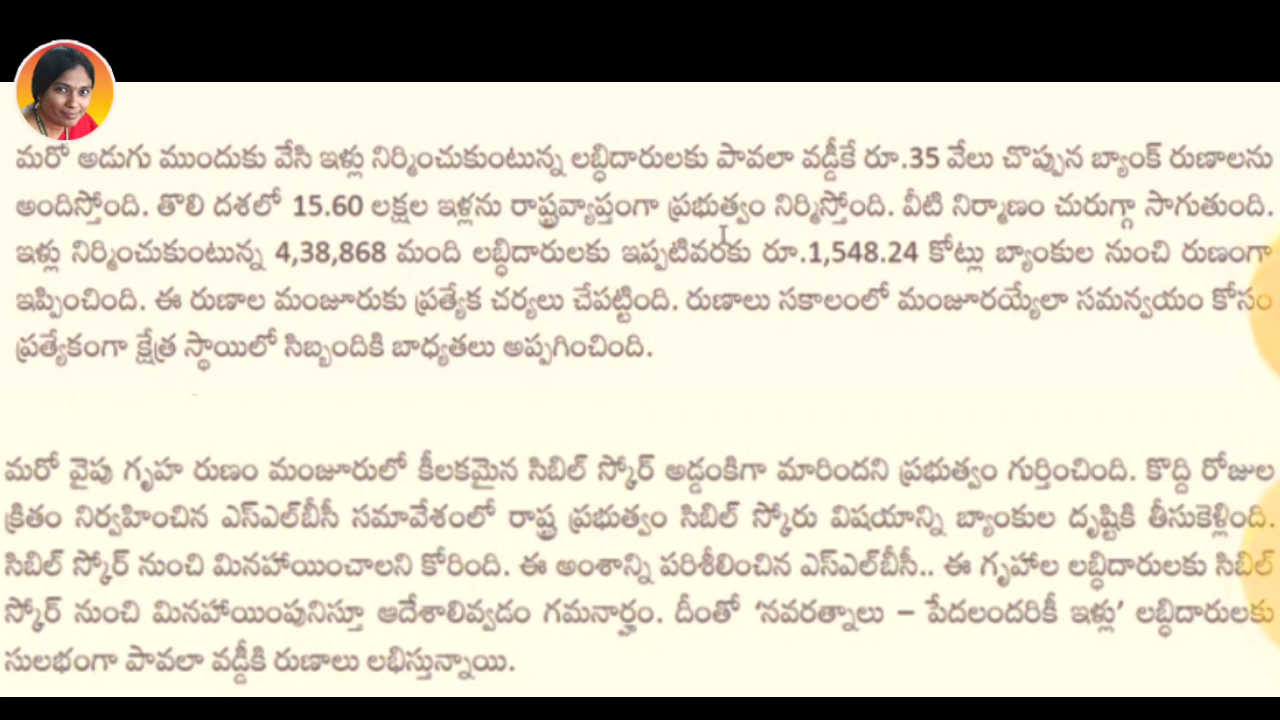 మరో అడుగు ముందుకు వేసి ఇళ్లు నిర్మించుకుంటున్న లబ్ధిదారులకు పావలా వడ్డీకే రూ.35 వేలు చొప్పున బ్యాంక్ రుణాలను
అందిస్తోంది. తొలి దశలో 15.60 లక్షల ఇళ్లను రాష్ట్రవ్యాప్తంగా ప్రభుత్వం నిర్మిస్తోంది. వీటి నిర్మాణం చురుగ్గా సాగుతుంది.
ఇళ్లు నిర్మించుకుంటున్న 4,38,868 మంది లబ్ధిదారులకు ఇప్పటివరకు రూ.1,548.24 కోట్లు బ్యాంకుల నుంచి రుణంగా
ఇప్పించింది. ఈ రుణాల మంజూరుకు ప్రత్యేక చర్యలు చేపట్టింది. రుణాలు సకాలంలో మంజూరయ్యేలా సమన్వయం కోసం
ప్రత్యేకంగా క్షేత్ర స్థాయిలో సిబ్బందికి బాధ్యతలు అప్పగించింది.
మరో వైపు గృహ రుణం మంజూరులో కీలకమైన సిబిల్ స్కోర్ అడ్డంకిగా మారిందని ప్రభుత్వం గుర్తించింది. కొద్ది రోజుల
క్రితం నిర్వహించిన ఎస్ఎల్‌బీసీ సమావేశంలో రాష్ట్ర ప్రభుత్వం సిబిల్ స్కోరు విషయాన్ని బ్యాంకుల దృష్టికి తీసుకెళ్లింది.
సిబిల్ స్కోర్ నుంచి మినహాయించాలని కోరింది. ఈ అంశాన్ని పరిశీలించిన ఎస్ఎల్‌బీసీ.. ఈ గృహాల లబ్ధిదారులకు సిబిల్
స్కోర్ నుంచి మినహాయింపునిస్తూ ఆదేశాలివ్వడం గమనార్హం. దీంతో ‘నవరత్నాలు – పేదలందరికీ ఇళ్లు’ లబ్ధిదారులకు
సులభంగా పావలా వడ్డీకి రుణాలు లభిస్తున్నాయి.